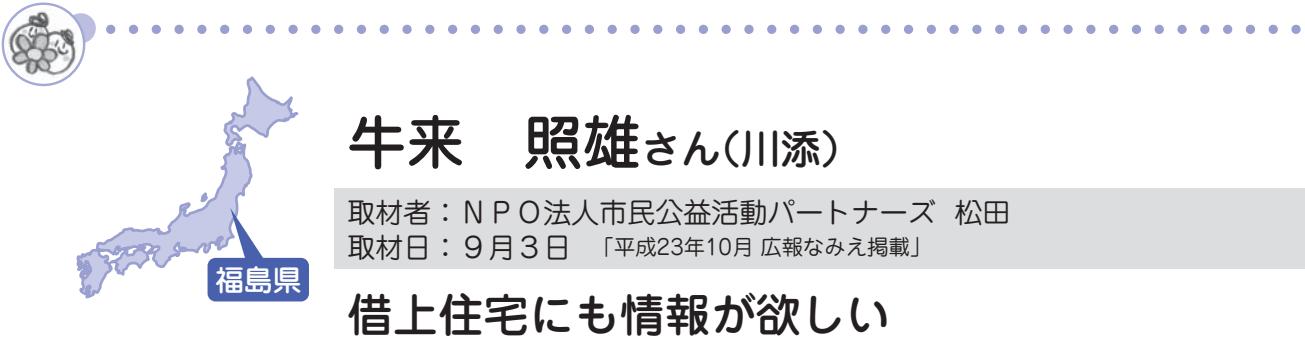 牛来　照雄さん(川添)
取材者：ＮＰＯ法人市民公益活動パートナーズ 松田
取材日：９月３日 「平成23年10月 広報なみえ掲載」
福島県
借上住宅にも情報が欲しい